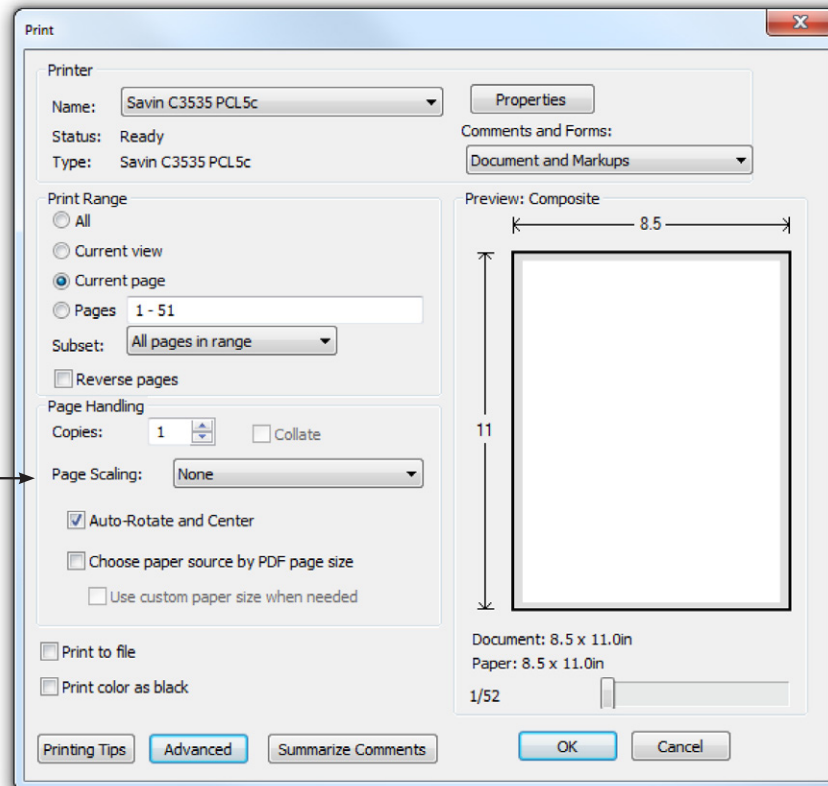 Print
Printer
Name: Savin C3535 PCL5c
Properties
Status: Ready
Comments and Forms:
Type: Savin C3535 PCL5c
Document and Markups
Print Range
All
Current view
Current page
Pages 1 - 51
Subset: All pages in range
Reverse pages
Page Handling
Copies: 1 Collate
Page Scaling: None
Auto-Rotate and Center
Choose paper source by PDF page size
Use custom paper size when needed
Print to file
Print color as black
Preview: Composite
8.5
11
Document: 8.5 x 11.0in
Paper: 8.5 x 11.0in
1/52
Printing Tips Advanced Summarize Comments OK Cancel